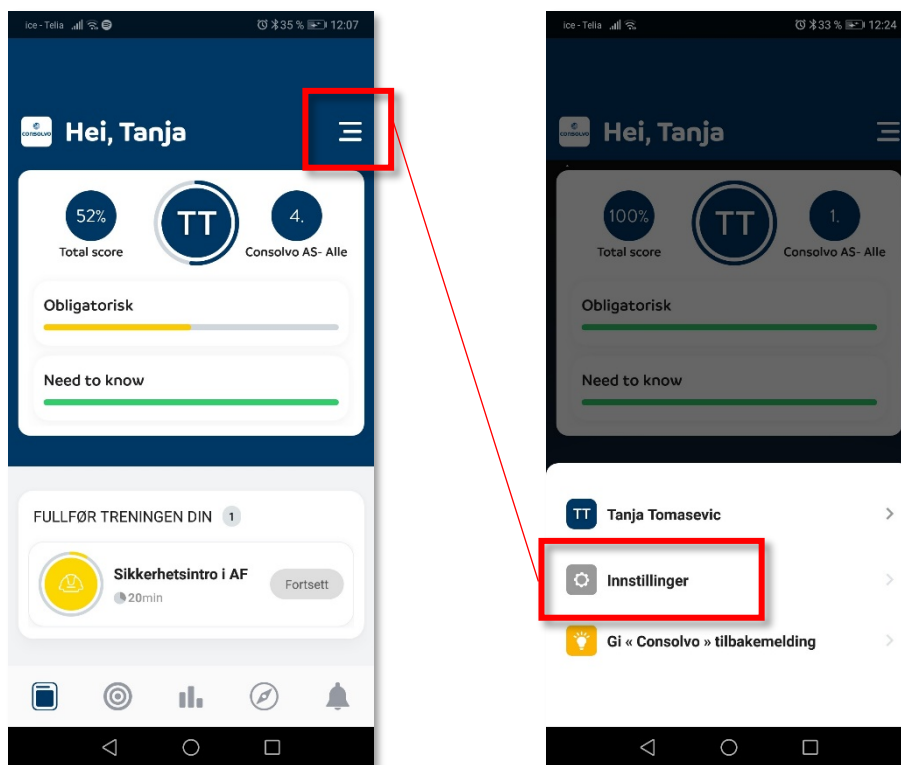 ice - Telia 35 % 12:07
CONSOLVO Hei, Tanja
52% TT 4.
Total score Consolvo AS- Alle
Obligatorisk
Need to know
FULLFØR TRENINGEN DIN 1
Sikkerhetsintro i AF
20min
Fortsett
ice - Telia 33 % 12:24
CONSOLVO Hei, Tanja
100% TT 1.
Total score Consolvo AS- Alle
Obligatorisk
Need to know
TT Tanja Tomasevic
Innstillinger
Gi « Consolvo » tilbakemelding